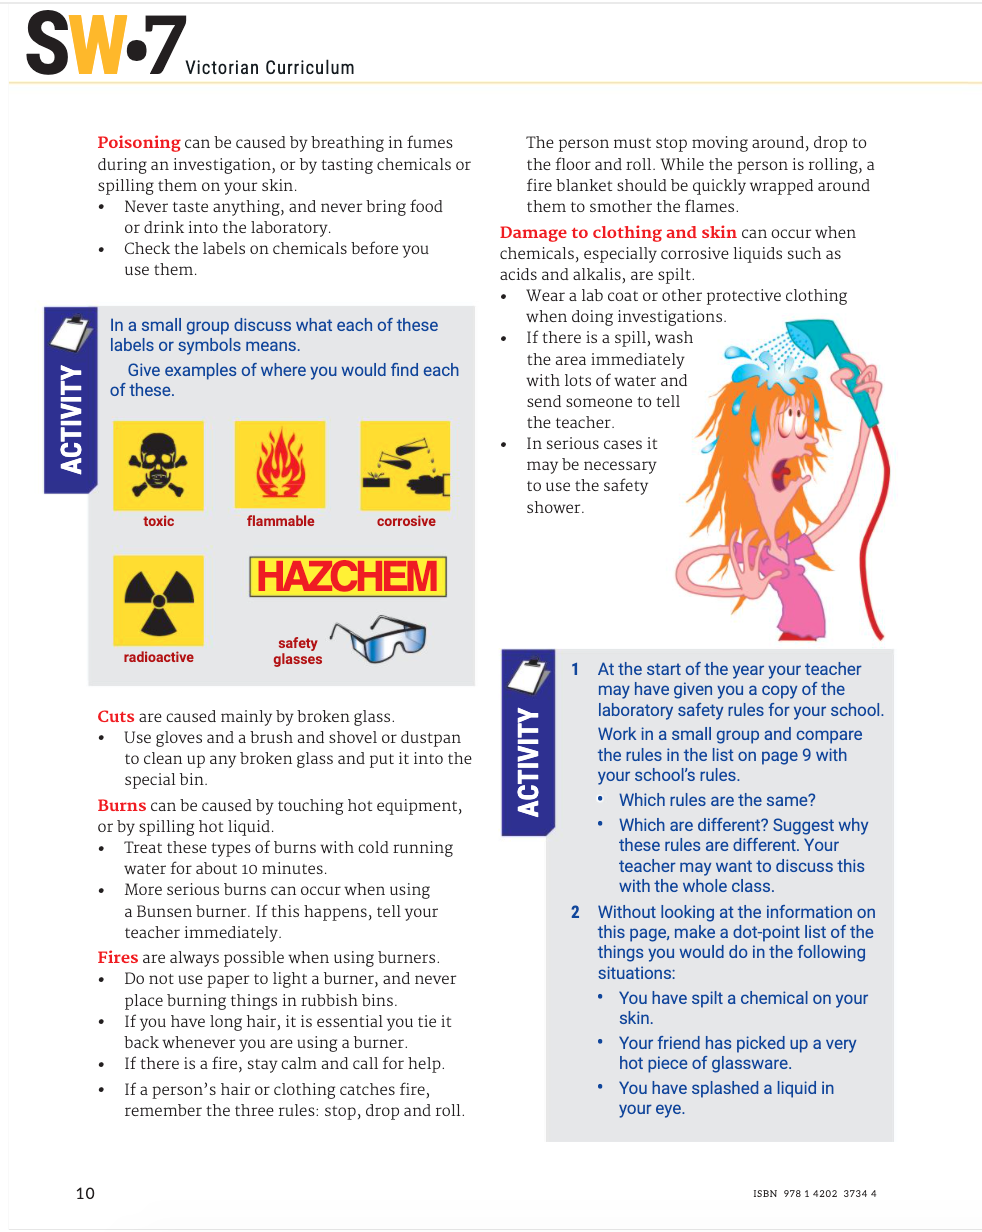 SW•7
Victorian Curriculum
Poisoning can be caused by breathing in fumes
during an investigation, or by tasting chemicals or
spilling them on your skin.
• Never taste anything, and never bring food
or drink into the laboratory.
• Check the labels on chemicals before you
use them.
ACTIVITY
In a small group discuss what each of these
labels or symbols means.
Give examples of where you would find each
of these.
toxic
flammable
corrosive
radioactive
HAZCHEM
safety
glasses
Cuts are caused mainly by broken glass.
• Use gloves and a brush and shovel or dustpan
to clean up any broken glass and put it into the
special bin.
Burns can be caused by touching hot equipment,
or by spilling hot liquid.
• Treat these types of burns with cold running
water for about 10 minutes.
• More serious burns can occur when using
a Bunsen burner. If this happens, tell your
teacher immediately.
Fires are always possible when using burners.
• Do not use paper to light a burner, and never
place burning things in rubbish bins.
• If you have long hair, it is essential you tie it
back whenever you are using a burner.
• If there is a fire, stay calm and call for help.
• If a person's hair or clothing catches fire,
remember the three rules: stop, drop and roll.
The person must stop moving around, drop to
the floor and roll. While the person is rolling, a
fire blanket should be quickly wrapped around
them to smother the flames.
Damage to clothing and skin can occur when
chemicals, especially corrosive liquids such as
acids and alkalis, are spilt.
• Wear a lab coat or other protective clothing
when doing investigations.
• If there is a spill, wash
the area immediately
with lots of water and
send someone to tell
the teacher.
• In serious cases it
may be necessary
to use the safety
shower.
ACTIVITY
1 At the start of the year your teacher
may have given you a copy of the
laboratory safety rules for your school.
Work in a small group and compare
the rules in the list on page 9 with
your school's rules.
• Which rules are the same?
• Which are different? Suggest why
these rules are different. Your
teacher may want to discuss this
with the whole class.
2 Without looking at the information on
this page, make a dot-point list of the
things you would do in the following
situations:
• You have spilt a chemical on your
skin.
• Your friend has picked up a very
hot piece of glassware.
• You have splashed a liquid in
your eye.
10
ISBN 978 1 4202 3734 4